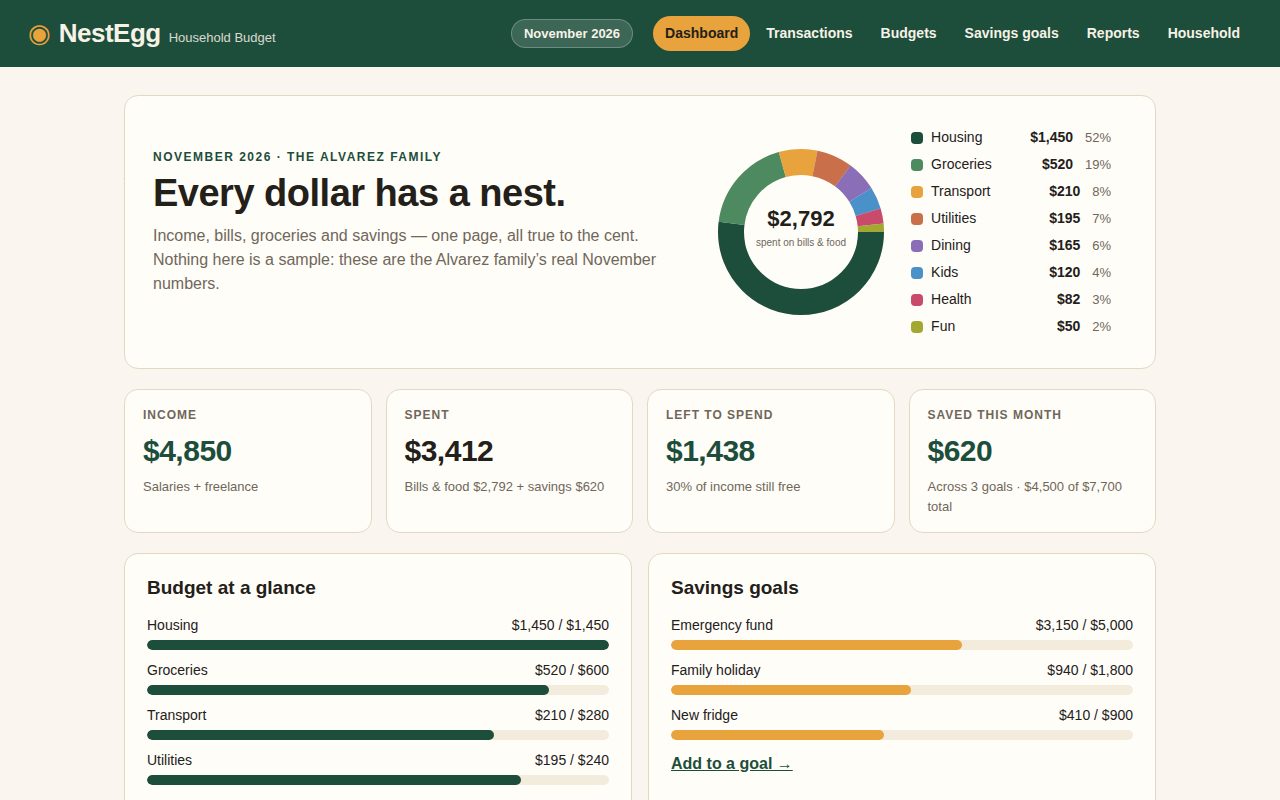 ◉ NestEgg Household Budget
November 2026
Dashboard
Transactions
Budgets
Savings goals
Reports
Household
NOVEMBER 2026 · THE ALVAREZ FAMILY
Every dollar has a nest.
Income, bills, groceries and savings — one page, all true to the cent.
Nothing here is a sample: these are the Alvarez family’s real November
numbers.
$2,792
spent on bills & food
Housing $1,450 52%
Groceries $520 19%
Transport $210 8%
Utilities $195 7%
Dining $165 6%
Kids $120 4%
Health $82 3%
Fun $50 2%
INCOME
$4,850
Salaries + freelance
SPENT
$3,412
Bills & food $2,792 + savings $620
LEFT TO SPEND
$1,438
30% of income still free
SAVED THIS MONTH
$620
Across 3 goals · $4,500 of $7,700
total
Budget at a glance
Housing $1,450 / $1,450
Groceries $520 / $600
Transport $210 / $280
Utilities $195 / $240
Savings goals
Emergency fund $3,150 / $5,000
Family holiday $940 / $1,800
New fridge $410 / $900
Add to a goal →